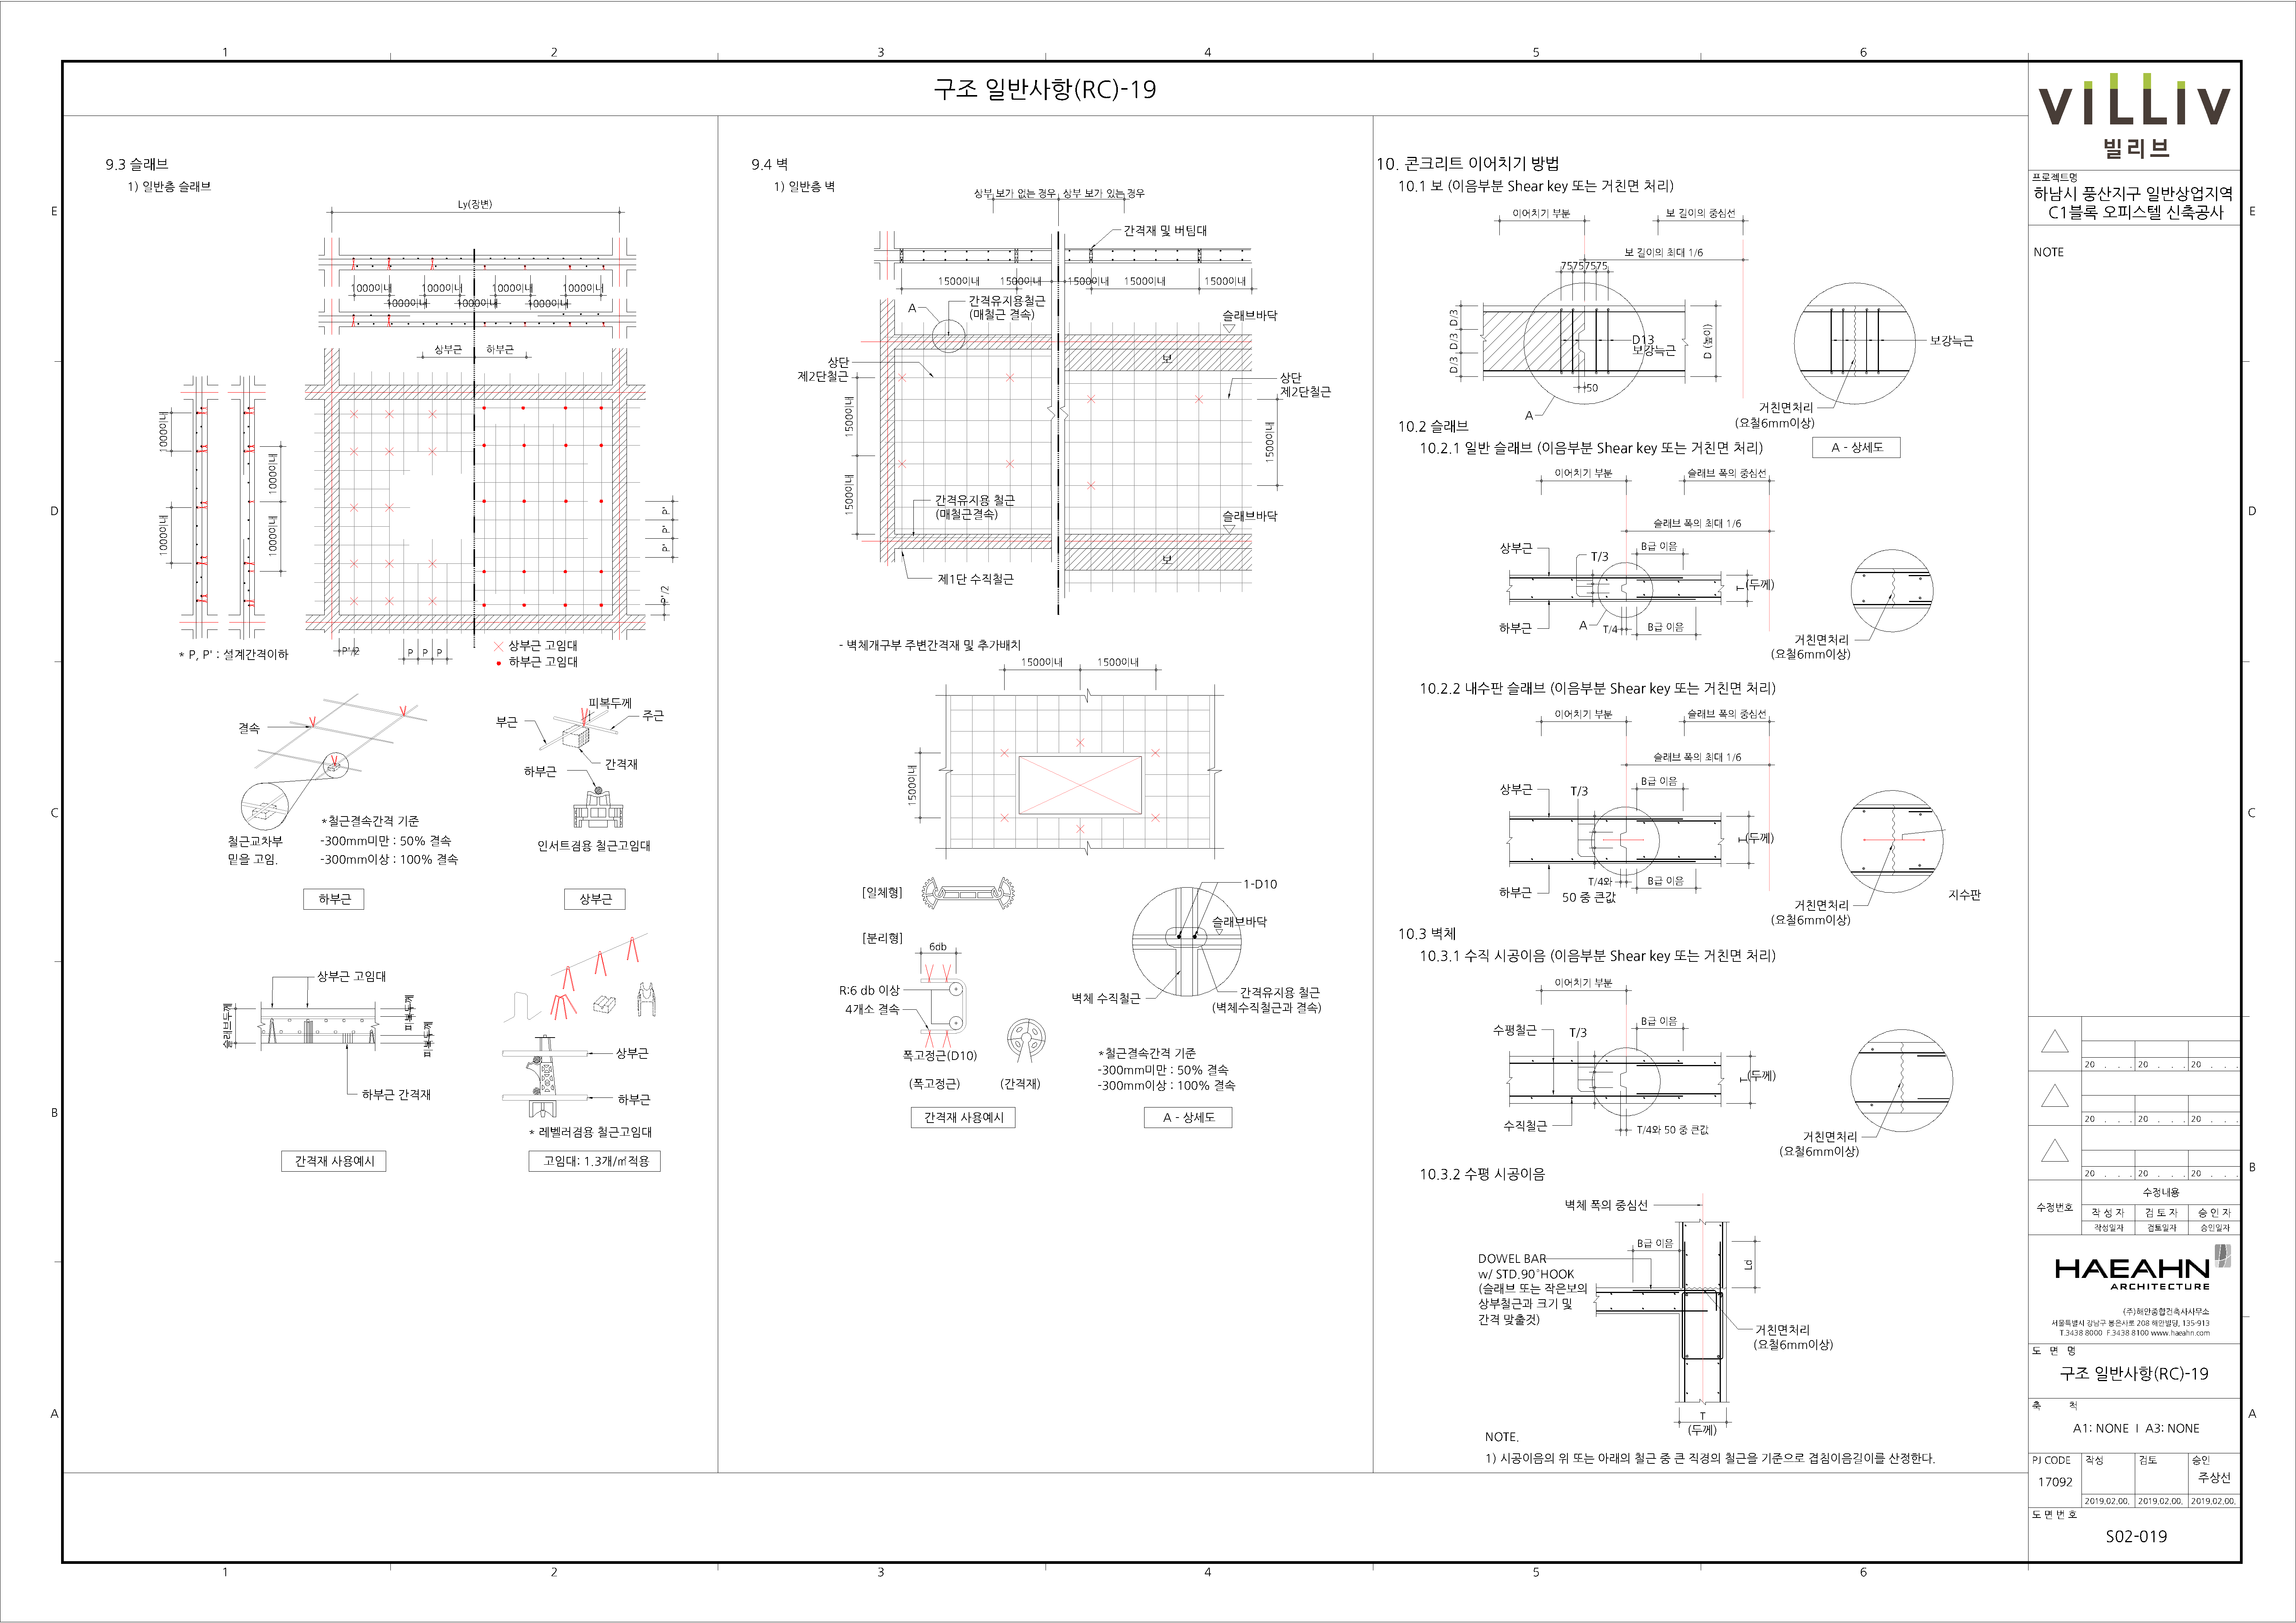 1
2
3
4
5
6
구조 일반사항(RC)-19
E
D
C
B
A
9.3 슬래브
1) 일반층 슬래브
Ly(장변)
1000이내
1000이내
1000이내
1000이내
1000이내
1000이내
1000이내
상부근
하부근
1000이내
1000이내
1000이내
1000이내
P'
P'
P'
P'/2
P'/2
P
P
P
* P, P' : 설계간격이하
상부근 고임대
하부근 고임대
결속
철근교차부
밑을 고임.
*철근결속간격 기준
-300mm미만 : 50% 결속
-300mm이상 : 100% 결속
하부근
피복두께
부근
주근
간격재
하부근
인서트겸용 철근고임대
상부근
상부근 고임대
슬래브두께
피복두께
피복두께
하부근 간격재
간격재 사용예시
상부근
하부근
* 레벨러겸용 철근고임대
고임대: 1.3개/㎡적용
9.4 벽
1) 일반층 벽
상부 보가 없는 경우
상부 보가 있는 경우
간격재 및 버팀대
1500이내
1500이내
1500이내
1500이내
1500이내
A
간격유지용철근
(매철근 결속)
슬래브바닥
보
상단
제2단철근
상단
제2단철근
1500이내
1500이내
1500이내
간격유지용 철근
(매철근결속)
슬래브바닥
보
제1단 수직철근
- 벽체개구부 주변간격재 및 추가배치
1500이내
1500이내
1500이내
[일체형]
[분리형]
6db
R:6 db 이상
4개소 결속
폭고정근(D10)
(폭고정근)
(간격재)
간격재 사용예시
1-D10
슬래브바닥
벽체 수직철근
간격유지용 철근
(벽체수직철근과 결속)
*철근결속간격 기준
-300mm미만 : 50% 결속
-300mm이상 : 100% 결속
A - 상세도
10. 콘크리트 이어치기 방법
10.1 보 (이음부분 Shear key 또는 거친면 처리)
이어치기 부분
보 길이의 중심선
보 길이의 최대 1/6
75757575
D/3
D/3
D/3
D13
보강늑근
D (폭이)
50
A
보강늑근
거친면처리
(요철6mm이상)
A - 상세도
10.2 슬래브
10.2.1 일반 슬래브 (이음부분 Shear key 또는 거친면 처리)
이어치기 부분
슬래브 폭의 중심선
슬래브 폭의 최대 1/6
상부근
T/3
B급 이음
T(두께)
하부근
A
T/4
B급 이음
거친면처리
(요철6mm이상)
10.2.2 내수판 슬래브 (이음부분 Shear key 또는 거친면 처리)
이어치기 부분
슬래브 폭의 중심선
슬래브 폭의 최대 1/6
상부근
T/3
B급 이음
T(두께)
하부근
T/4와
50 중 큰값
B급 이음
거친면처리
(요철6mm이상)
지수판
10.3 벽체
10.3.1 수직 시공이음 (이음부분 Shear key 또는 거친면 처리)
이어치기 부분
수평철근
T/3
B급 이음
T(두께)
수직철근
T/4와 50 중 큰값
거친면처리
(요철6mm이상)
10.3.2 수평 시공이음
벽체 폭의 중심선
B급 이음
Ld
DOWEL BAR
w/ STD.90°HOOK
(슬래브 또는 작은보의
상부철근과 크기 및
간격 맞출것)
거친면처리
(요철6mm이상)
T
(두께)
NOTE.
1) 시공이음의 위 또는 아래의 철근 중 큰 직경의 철근을 기준으로 겹침이음길이를 산정한다.
VILLIV
빌리브
프로젝트명
하남시 풍산지구 일반상업지역
C1블록 오피스텔 신축공사
NOTE
20 . . . 20 . . . 20 . . .
20 . . . 20 . . . 20 . . .
20 . . . 20 . . . 20 . . .
수정번호
수정내용
작 성 자 검 토 자 승 인 자
작성일자 검토일자 승인일자
HAEAHN
ARCHITECTURE
(주)해안종합건축사사무소
서울특별시 강남구 봉은사로 208 해안빌딩, 135-913
T.3438 8000 F.3438 8100 www.haeahn.com
도 면 명
구조 일반사항(RC)-19
축 척
A1: NONE I A3: NONE
PJ CODE 작성 검토 승인
17092
주상선
2019.02.00. 2019.02.00. 2019.02.00.
도 면 번 호
S02-019
E
D
C
B
A
1
2
3
4
5
6